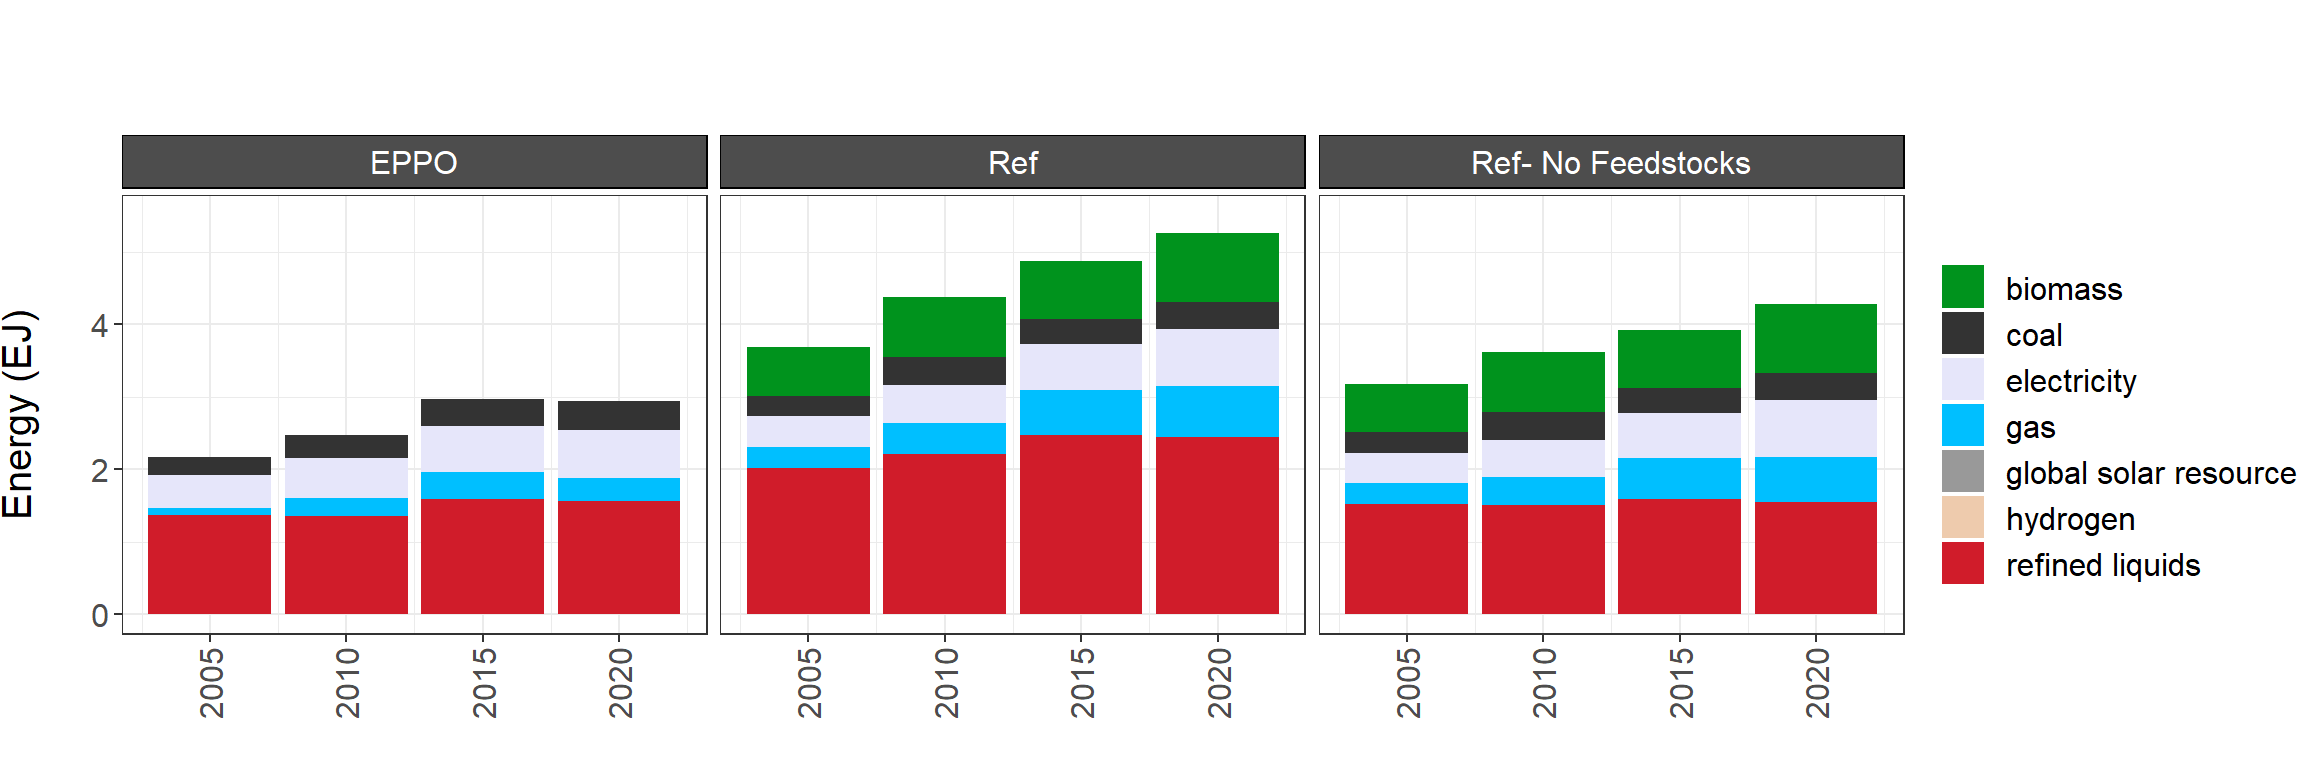 EPPO
Ref
Ref- No Feedstocks
Energy (EJ)
4
2
0
2005
2010
2015
2020
2005
2010
2015
2020
2005
2010
2015
2020
biomass
coal
electricity
gas
global solar resource
hydrogen
refined liquids